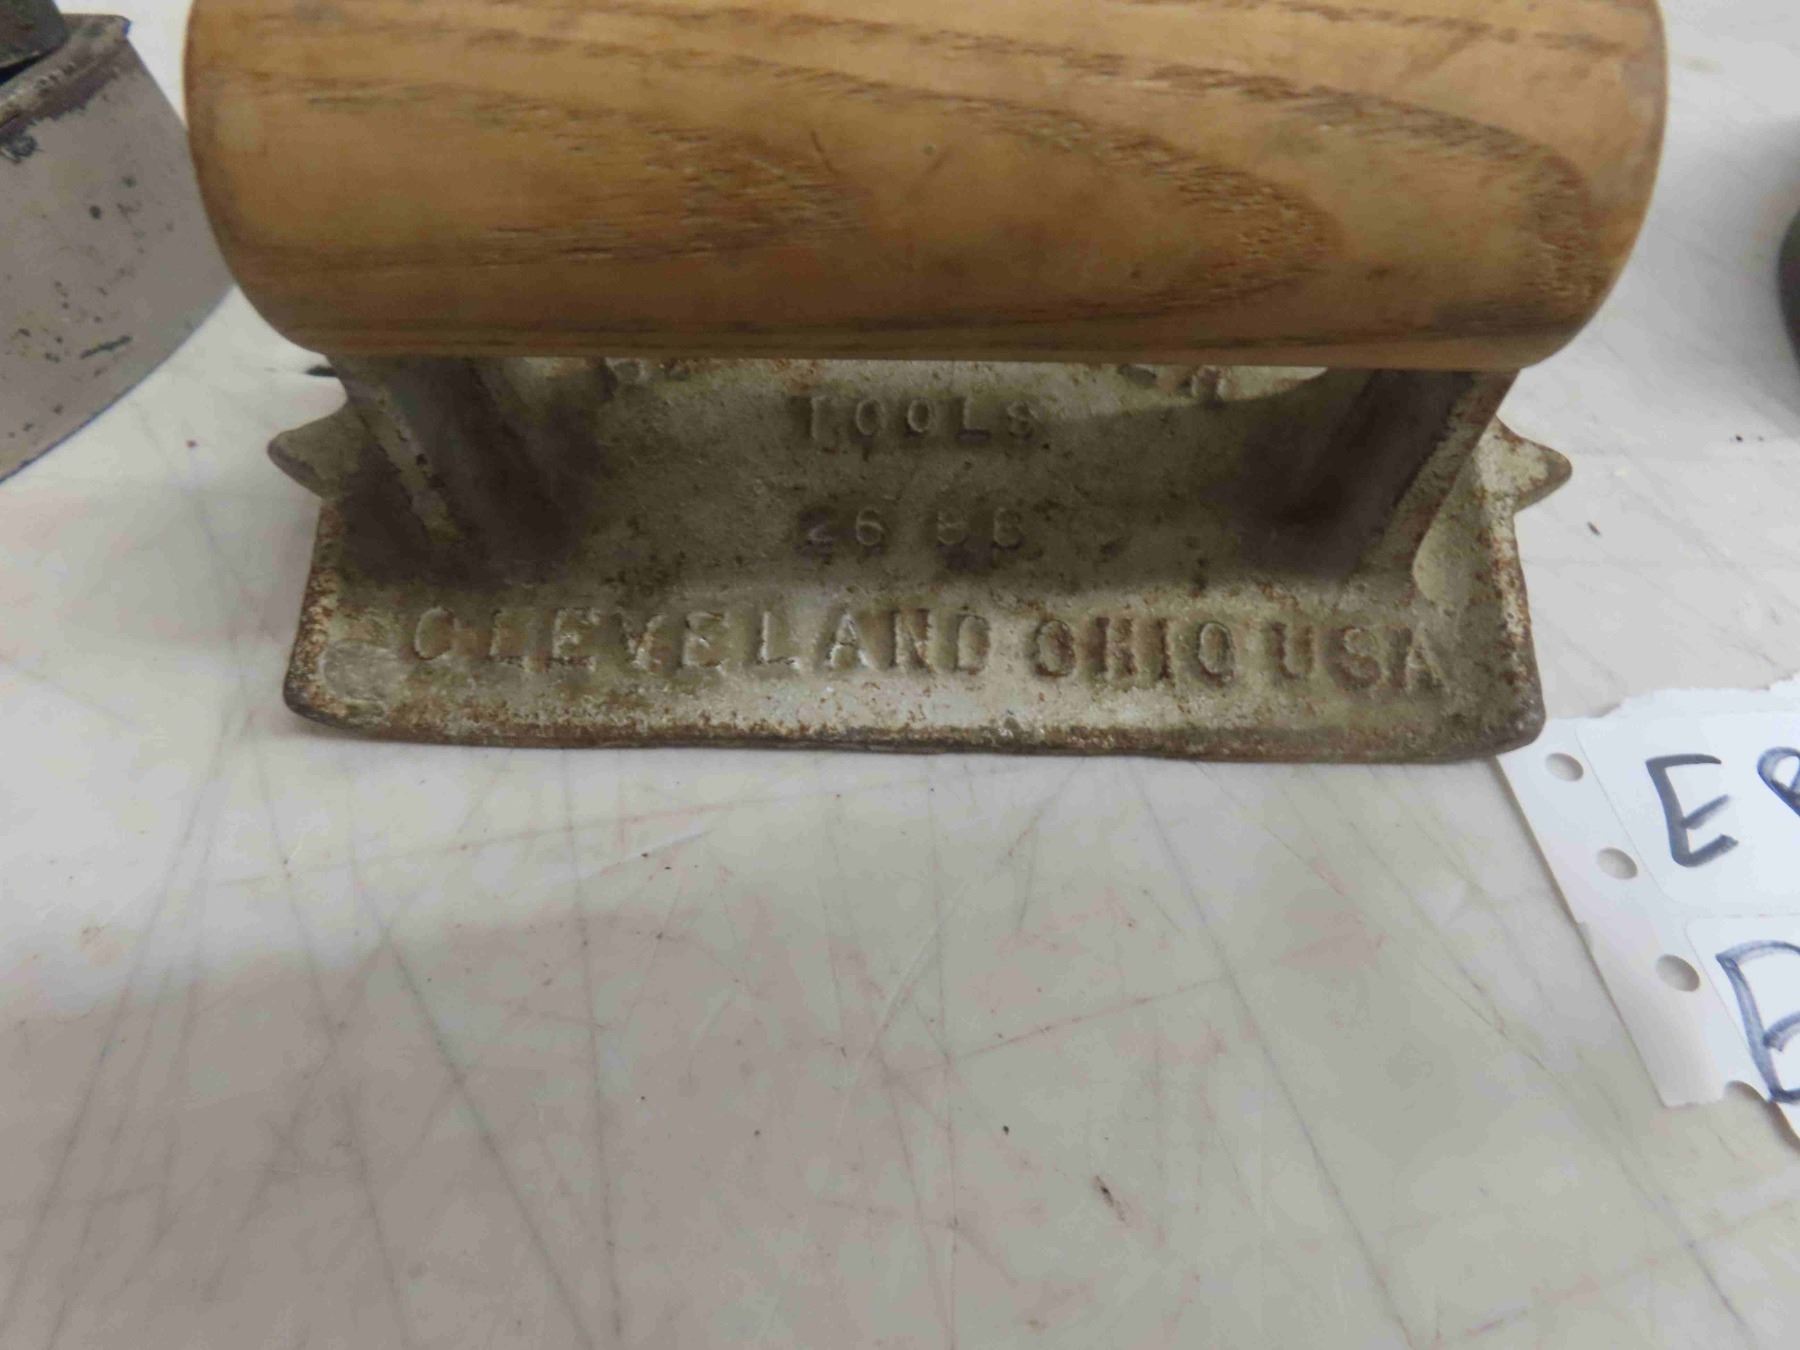 TOOLS
26 BB
CLEVELAND OHIO USA
E